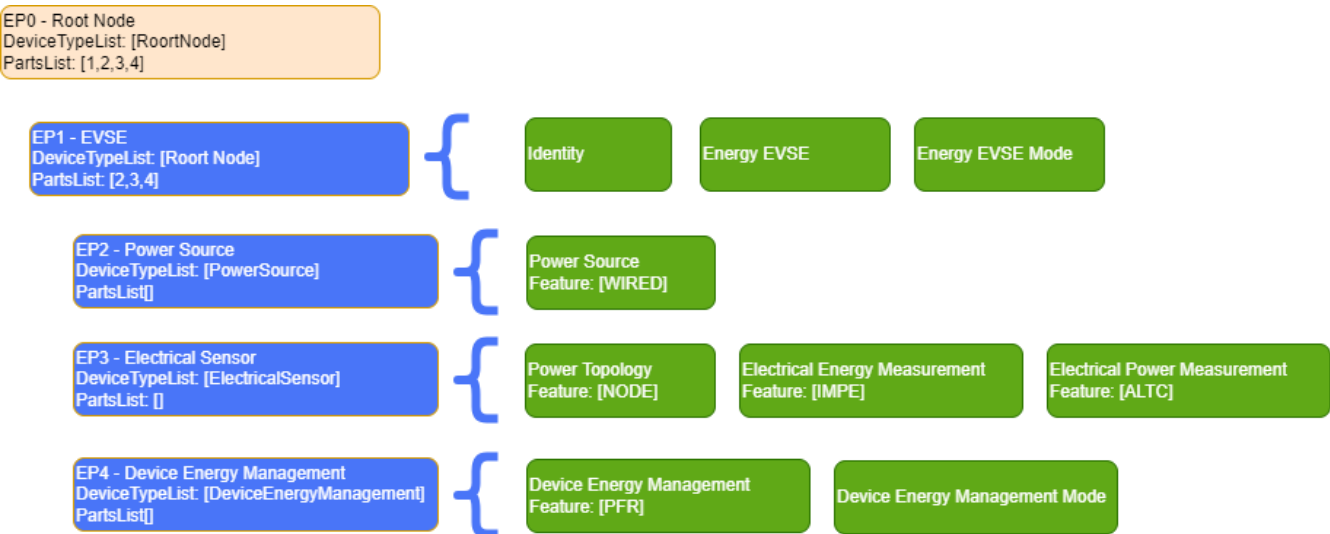 EP0 - Root Node
DeviceTypeList: [RoortNode]
PartsList: [1,2,3,4]
EP1 - EVSE
DeviceTypeList: [Roort Node]
PartsList: [2,3,4]
Identity
Energy EVSE
Energy EVSE Mode
EP2 - Power Source
DeviceTypeList: [PowerSource]
PartsList[]
Power Source
Feature: [WIRED]
EP3 - Electrical Sensor
DeviceTypeList: [ElectricalSensor]
PartsList: []
Power Topology
Feature: [NODE]
Electrical Energy Measurement
Feature: [IMPE]
Electrical Power Measurement
Feature: [ALTC]
EP4 - Device Energy Management
DeviceTypeList: [DeviceEnergyManagement]
PartsList[]
Device Energy Management
Feature: [PFR]
Device Energy Management Mode